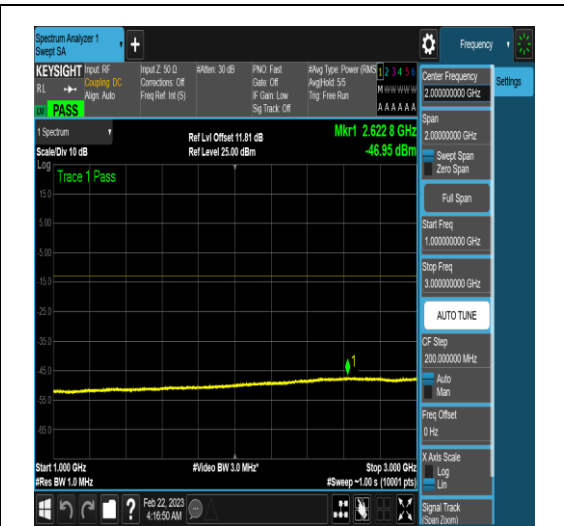 Spectrum Analyzer 1
Swept SA
+
Frequency
KEYSIGHT
RL
PASS
Input: RF
Coupling: DC
Align: Auto
Input Z: 50 Ω
Corrections: Off
Freq Ref: Int (S)
#Atten: 30 dB
PNO: Fast
Gate: Off
IF Gain: Low
Sig Track: Off
#Avg Type: Power (RMS
Avg|Hold: 5/5
Trig: Free Run
1 2 3 4 5 6
M W W W W W
A A A A A A
1 Spectrum
Scale/Div 10 dB
Ref Lvl Offset 11.81 dB
Ref Level 25.00 dBm
Mkr1 2.622 8 GHz
-46.95 dBm
Log
Trace 1 Pass
15.0
5.00
-5.00
-15.0
-25.0
-35.0
-45.0
-55.0
-65.0
1
Start 1.000 GHz
#Res BW 1.0 MHz
#Video BW 3.0 MHz*
Stop 3.000 GHz
#Sweep ~1.00 s (10001 pts)
Feb 22, 2023
4:16:50 AM
?
Center Frequency
2.000000000 GHz
Span
2.00000000 GHz
Swept Span
Zero Span
Full Span
Start Freq
1.000000000 GHz
Stop Freq
3.000000000 GHz
AUTO TUNE
CF Step
200.000000 MHz
Auto
Man
Freq Offset
0 Hz
X Axis Scale
Log
Lin
Signal Track
(Span Zoom)
Settings